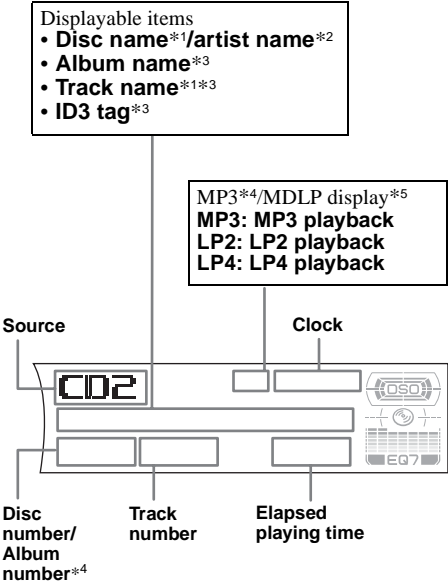 Displayable items
• Disc name*1/artist name*2
• Album name*3
• Track name*1*3
• ID3 tag*3
MP3*4/MDLP display*5
MP3: MP3 playback
LP2: LP2 playback
LP4: LP4 playback
Source
Clock
CD2
DSO
EQ7
Disc
number/
Album
number*4
Track
number
Elapsed
playing time